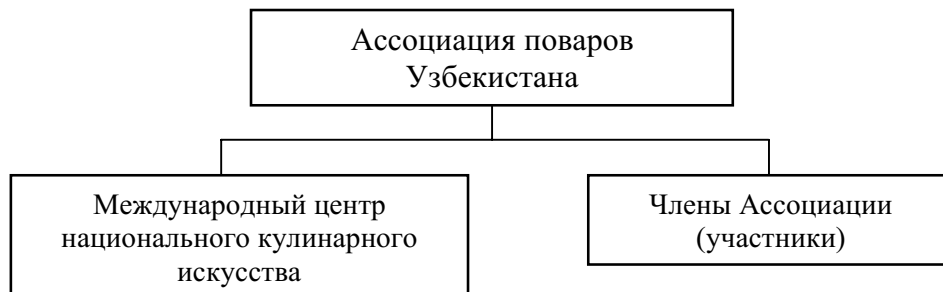 Ассоциация поваров
Узбекистана
Международный центр
национального кулинарного
искусства
Члены Ассоциации
(участники)